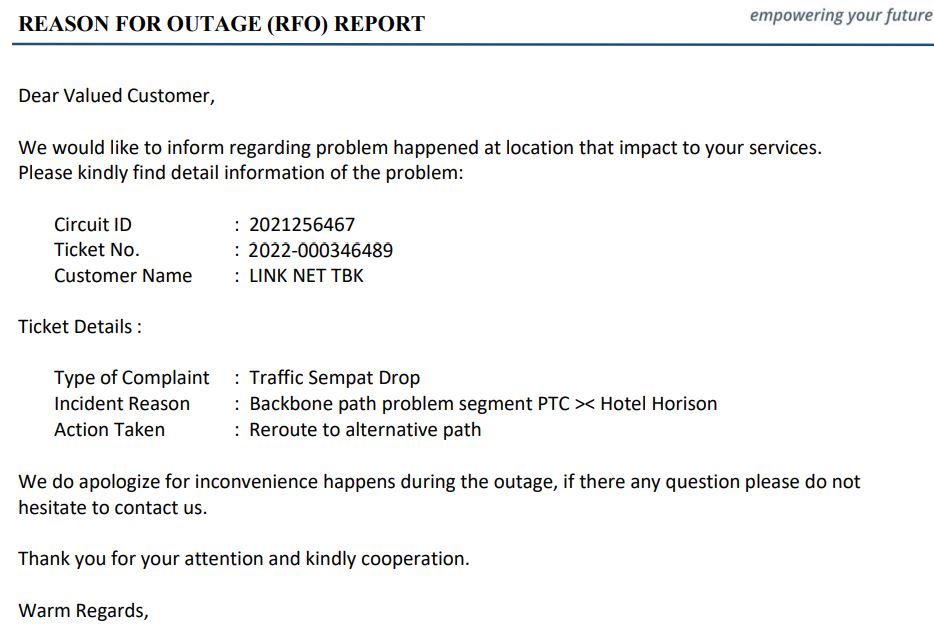 REASON FOR OUTAGE (RFO) REPORT
empowering your future
Dear Valued Customer,
We would like to inform regarding problem happened at location that impact to your services.
Please kindly find detail information of the problem:
Circuit ID : 2021256467
Ticket No. : 2022-000346489
Customer Name : LINK NET TBK
Ticket Details :
Type of Complaint : Traffic Sempat Drop
Incident Reason : Backbone path problem segment PTC >< Hotel Horison
Action Taken : Reroute to alternative path
We do apologize for inconvenience happens during the outage, if there any question please do not
hesitate to contact us.
Thank you for your attention and kindly cooperation.
Warm Regards,